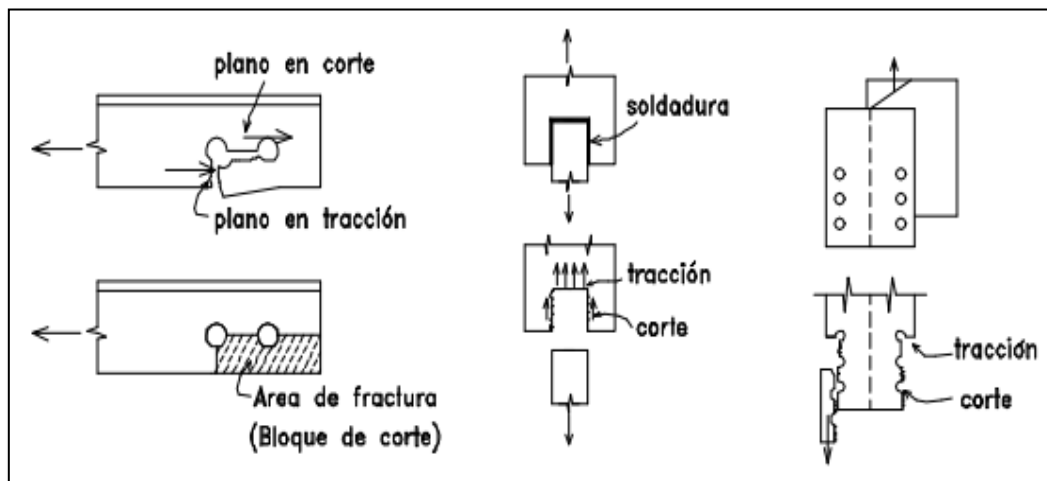 plano en corte
plano en tracción
Area de fractura
(Bloque de corte)
soldadura
tracción
corte
tracción
corte